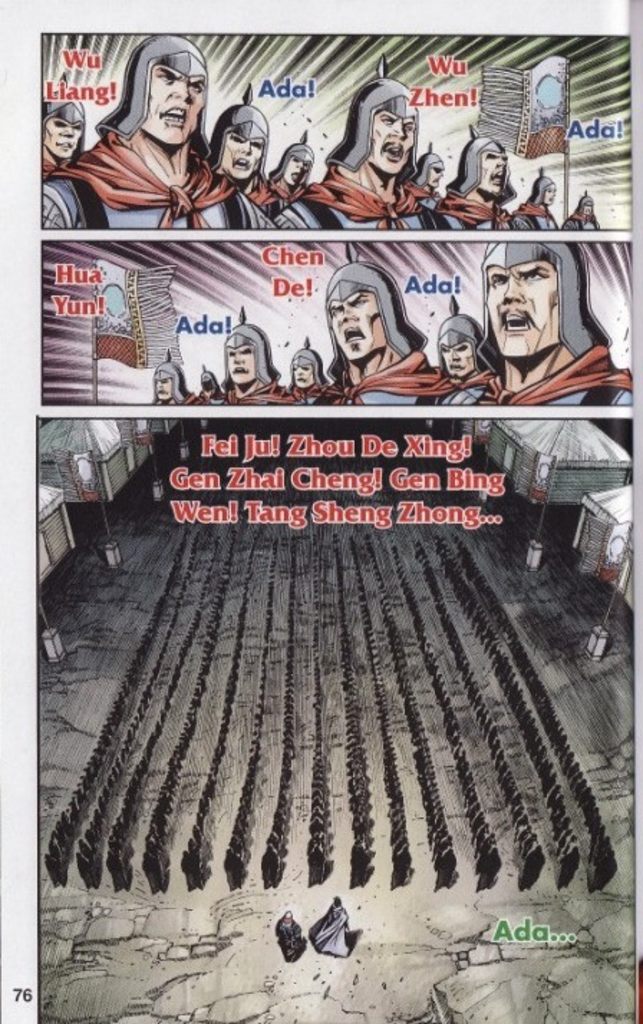 Wu
Liang!
Ada!
Wu
Zhen!
Ada!
Hua
Yun!
Ada!
Chen
De!
Ada!
Fei Ju! Zhou De Xing!
Gen Zhai Cheng! Gen Bing
Wen! Tang Sheng Zhong...
Ada...
76